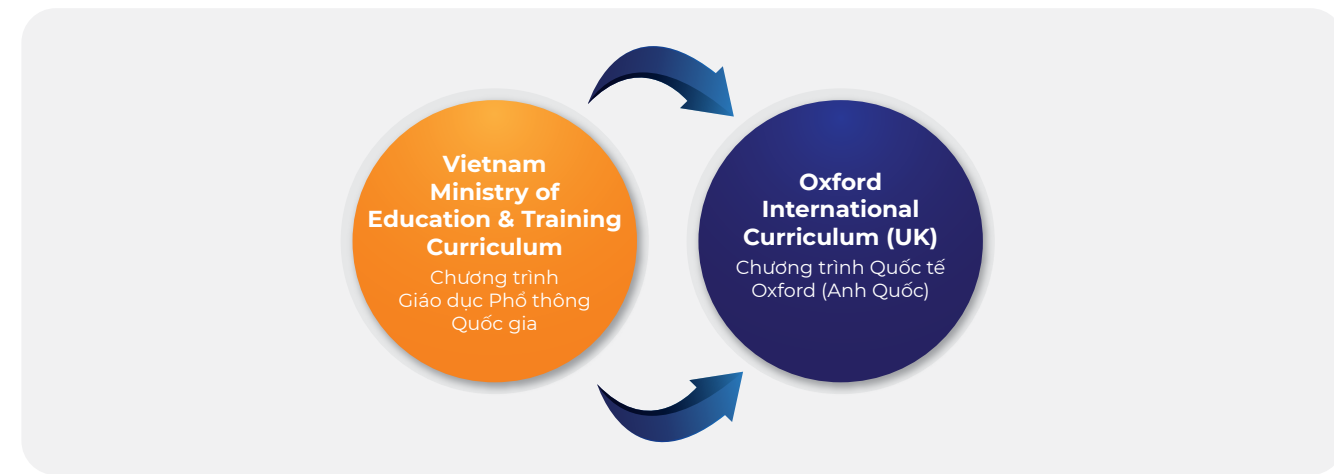 Vietnam
Ministry of
Education & Training
Curriculum
Chương trình
Giáo dục Phổ thông
Quốc gia
Oxford
International
Curriculum (UK)
Chương trình Quốc tế
Oxford (Anh Quốc)